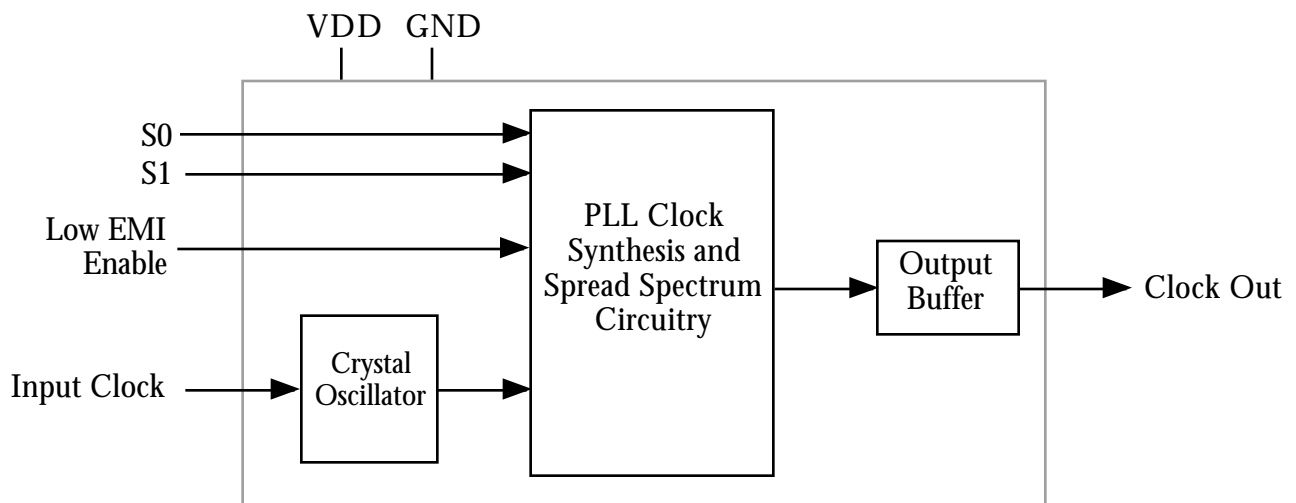 VDD GND
S0
S1
Low EMI
Enable
PLL Clock
Synthesis and
Spread Spectrum
Circuitry
Output
Buffer
Clock Out
Input Clock
Crystal
Oscillator